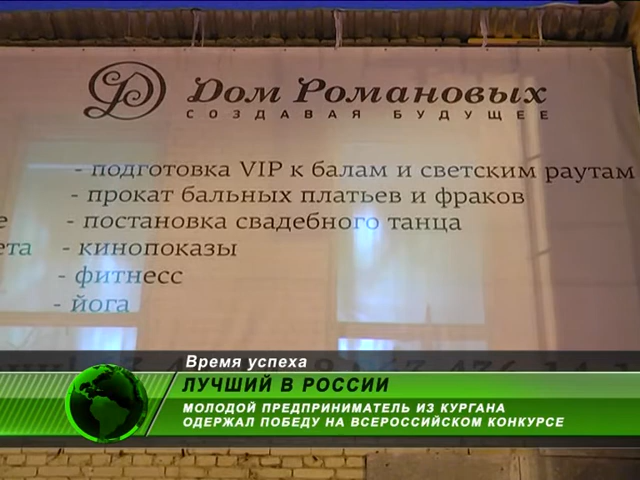 Дом Романовых
СОЗДАВАЯ БУДУЩЕЕ
- подготовка VIP к балам и светским раутам
- прокат бальных платьев и фраков
- постановка свадебного танца
- кинопоказы
- фитнесс
- йога
Время успеха
ЛУЧШИЙ В РОССИИ
МОЛОДОЙ ПРЕДПРИНИМАТЕЛЬ ИЗ КУРГАНА
ОДЕРЖАЛ ПОБЕДУ НА ВСЕРОССИЙСКОМ КОНКУРСЕ